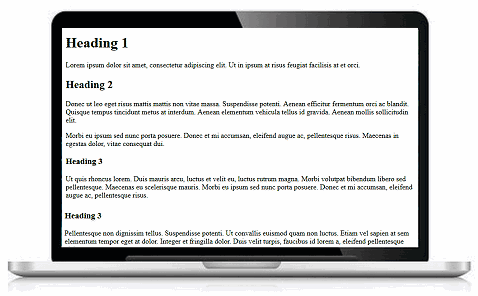 Heading 1
Lorem ipsum dolor sit amet, consectetur adipiscing elit. Ut in ipsum at risus feugiat facilisis at et orci.
Heading 2
Donec ut leo eget risus mattis mattis non vitae massa. Suspendisse potenti. Aenean efficitur fermentum orci ac blandit.
Quisque tempus tincidunt metus at interdum. Aenean elementum vehicula tellus id gravida. Aenean mollis sollicitudin
elit.
Morbi eu ipsum sed nunc porta posuere. Donec et mi accumsan, eleifend augue ac, pellentesque risus. Maecenas in
egestas dolor, vitae consequat dui.
Heading 3
Ut quis rhoncus lorem. Duis mauris arcu, luctus et velit eu, luctus rutrum magna. Morbi volutpat bibendum libero sed
pellentesque. Maecenas eu scelerisque mauris. Morbi eu ipsum sed nunc porta posuere. Donec et mi accumsan, eleifend
augue ac, pellentesque risus.
Heading 3
Pellentesque non dignissim tellus. Suspendisse potenti. Ut convallis euismod quam non luctus. Etiam vel sapien at sem
elementum tempor eget at dolor. Integer et fringilla dolor. Duis velit turpis, faucibus id lorem a, eleifend pellentesque